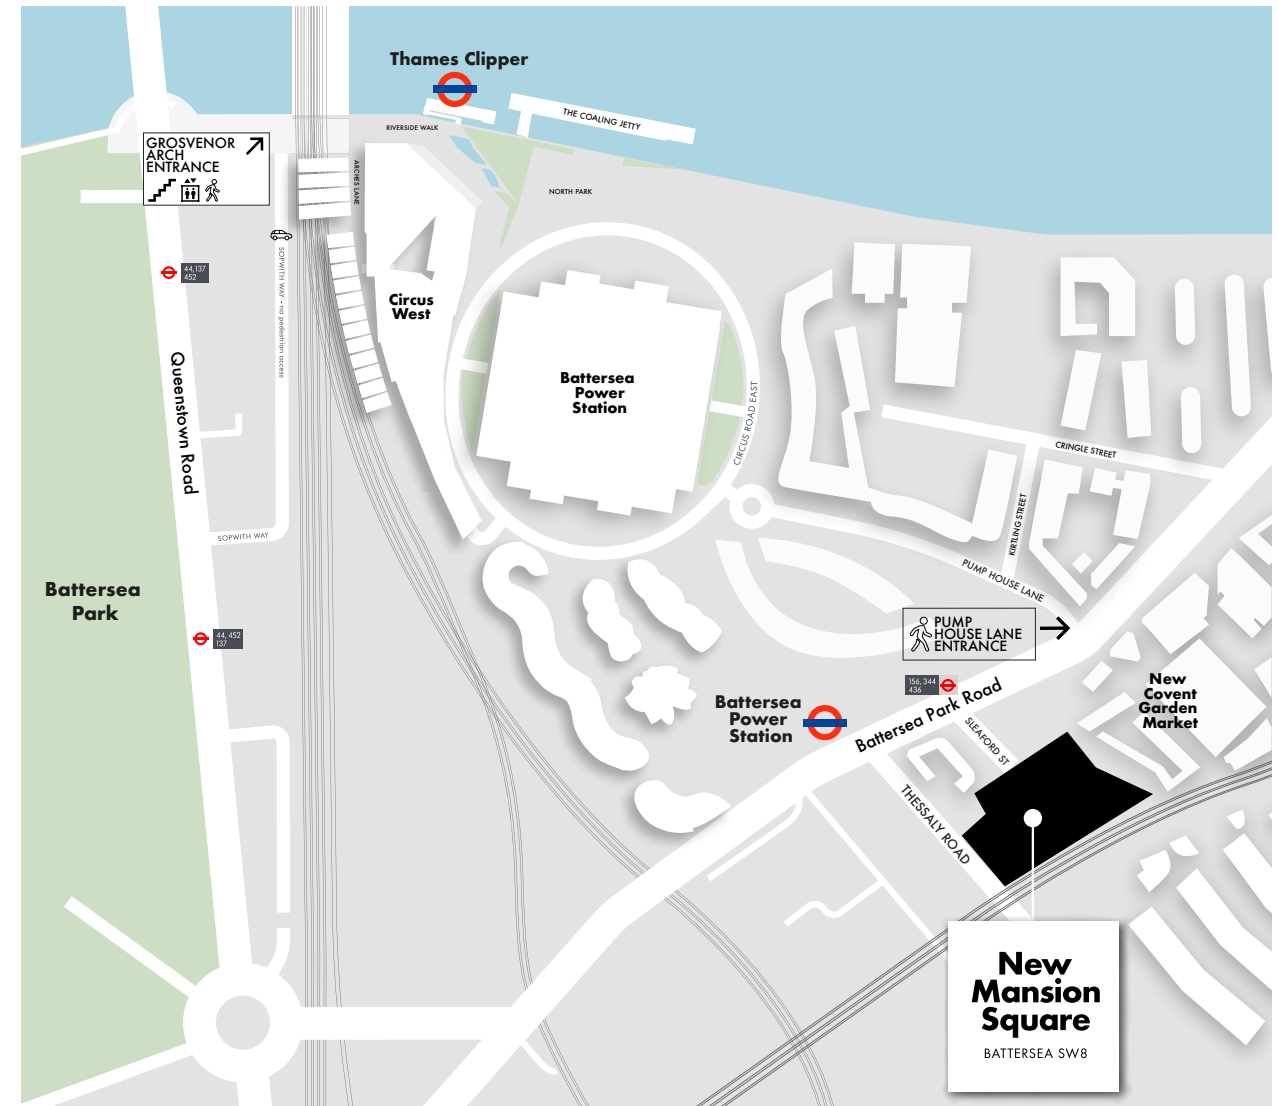 Thames Clipper
THE COALING JETTY
RIVERSIDE WALK
GROSVENOR
ARCH
ENTRANCE
ARCHES LANE
NORTH PARK
44,137
452
SOPWITH WAY - no pedestrian access
Circus
West
Queenstown Road
Battersea
Power
Station
CIRCUS ROAD EAST
CRINGLE STREET
KIRTLING STREET
SOPWITH WAY
PUMP HOUSE LANE
Battersea
Park
44, 452
137
PUMP
HOUSE LANE
ENTRANCE
156, 344
436
New
Covent
Garden
Market
Battersea
Power
Station
Battersea Park Road
SLEAFORD ST
THESSALY ROAD
New
Mansion
Square
BATTERSEA SW8